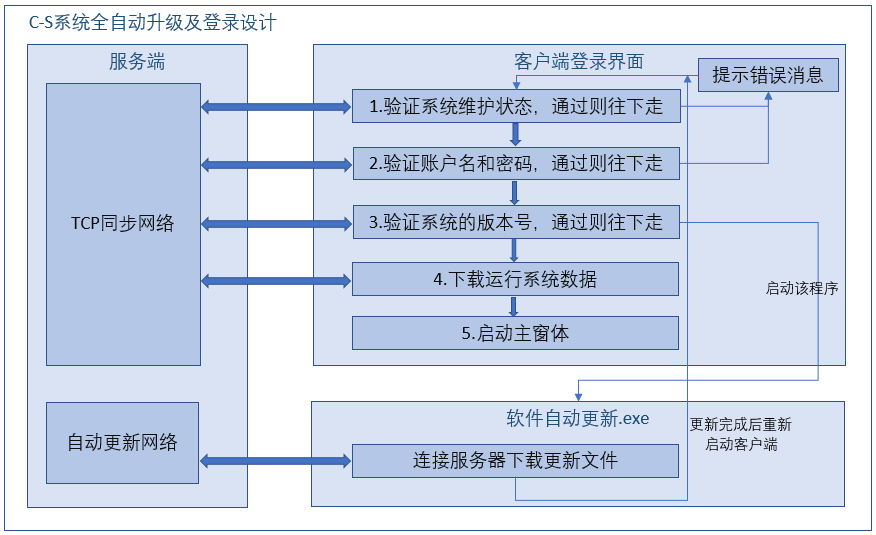 C-S系统全自动升级及登录设计
服务端
TCP同步网络
自动更新网络
客户端登录界面
提示错误消息
1.验证系统维护状态，通过则往下走
2.验证账户名和密码，通过则往下走
3.验证系统的版本号，通过则往下走
4.下载运行系统数据
5.启动主窗体
启动该程序
软件自动更新.exe
连接服务器下载更新文件
更新完成后重新
启动客户端